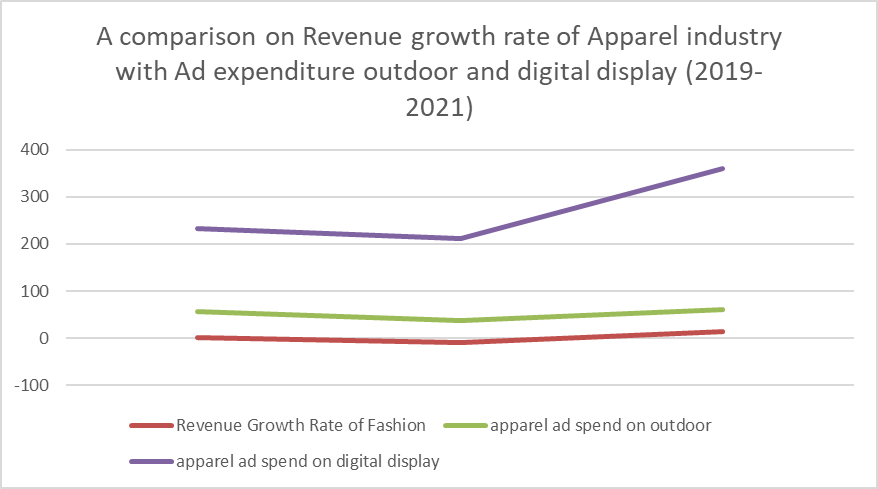 A comparison on Revenue growth rate of Apparel industry
with Ad expenditure outdoor and digital display (2019-
2021)
400
300
200
100
0
-100
Revenue Growth Rate of Fashion
apparel ad spend on outdoor
apparel ad spend on digital display